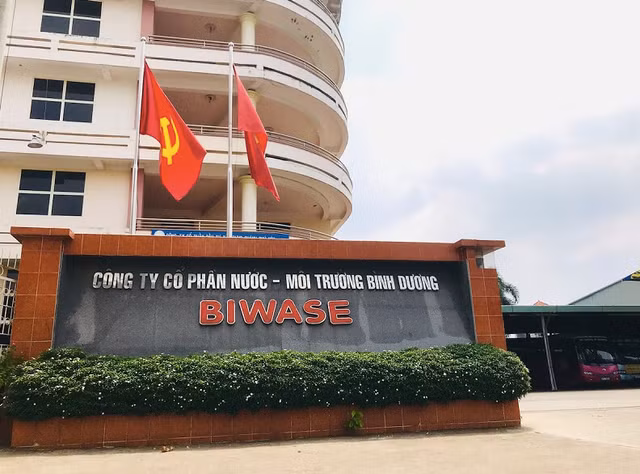 CÔNG TY CỔ PHẦN NƯỚC - MÔI TRƯỜNG BÌNH DƯƠNG
BIWASE